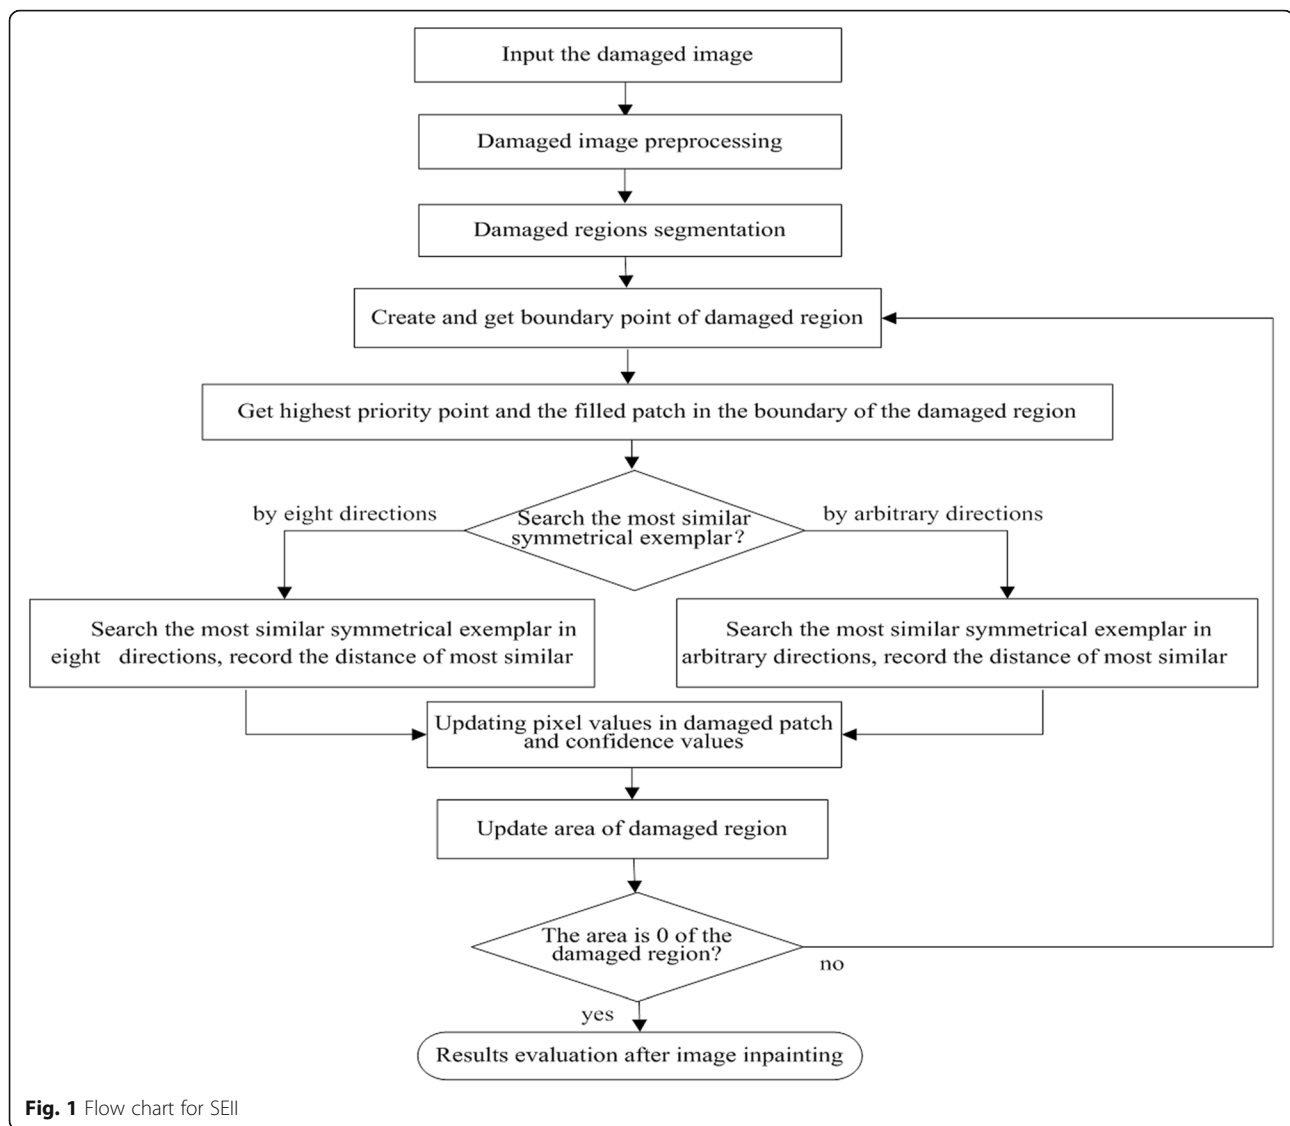 Input the damaged image
Damaged image preprocessing
Damaged regions segmentation
Create and get boundary point of damaged region
Get highest priority point and the filled patch in the boundary of the damaged region
by eight directions
Search the most similar
symmetrical exemplar?
by arbitrary directions
Search the most similar symmetrical exemplar in
eight directions, record the distance of most similar
Search the most similar symmetrical exemplar in
arbitrary directions, record the distance of most similar
Updating pixel values in damaged patch
and confidence values
Update area of damaged region
The area is 0 of the
damaged region?
no
yes
Results evaluation after image inpainting
Fig. 1 Flow chart for SEII